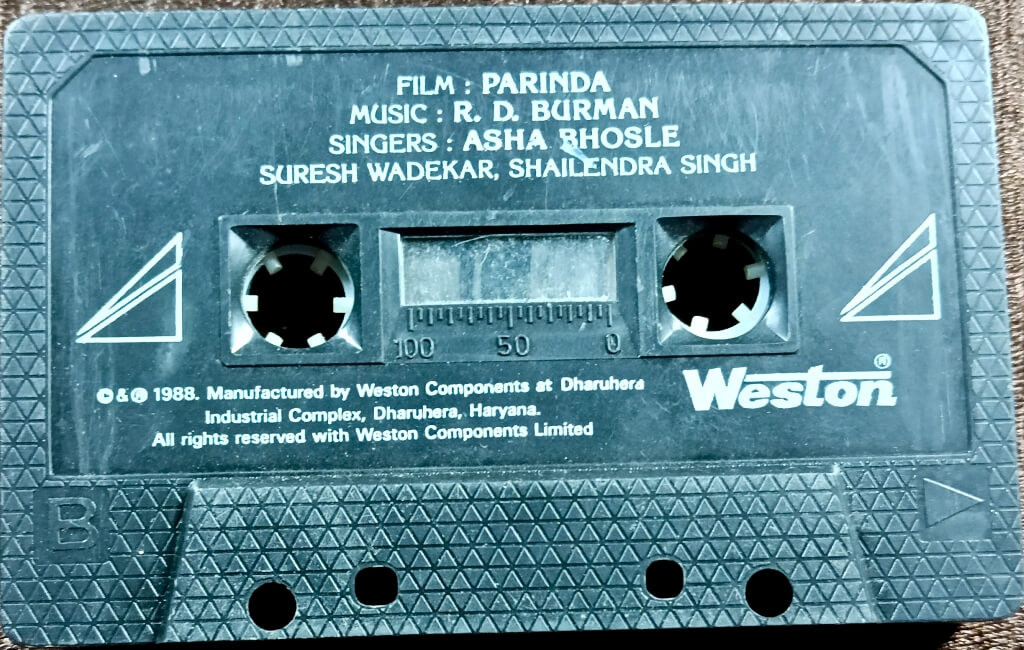 FILM : PARINDA
MUSIC : R. D. BURMAN
SINGERS : ASHA BHOSLE
SURESH WADEKAR, SHAILENDRA SINGH
100 50 0
©&℗ 1988. Manufactured by Weston Components at Dharuhera
Industrial Complex, Dharuhera, Haryana.
All rights reserved with Weston Components Limited
Weston®
B